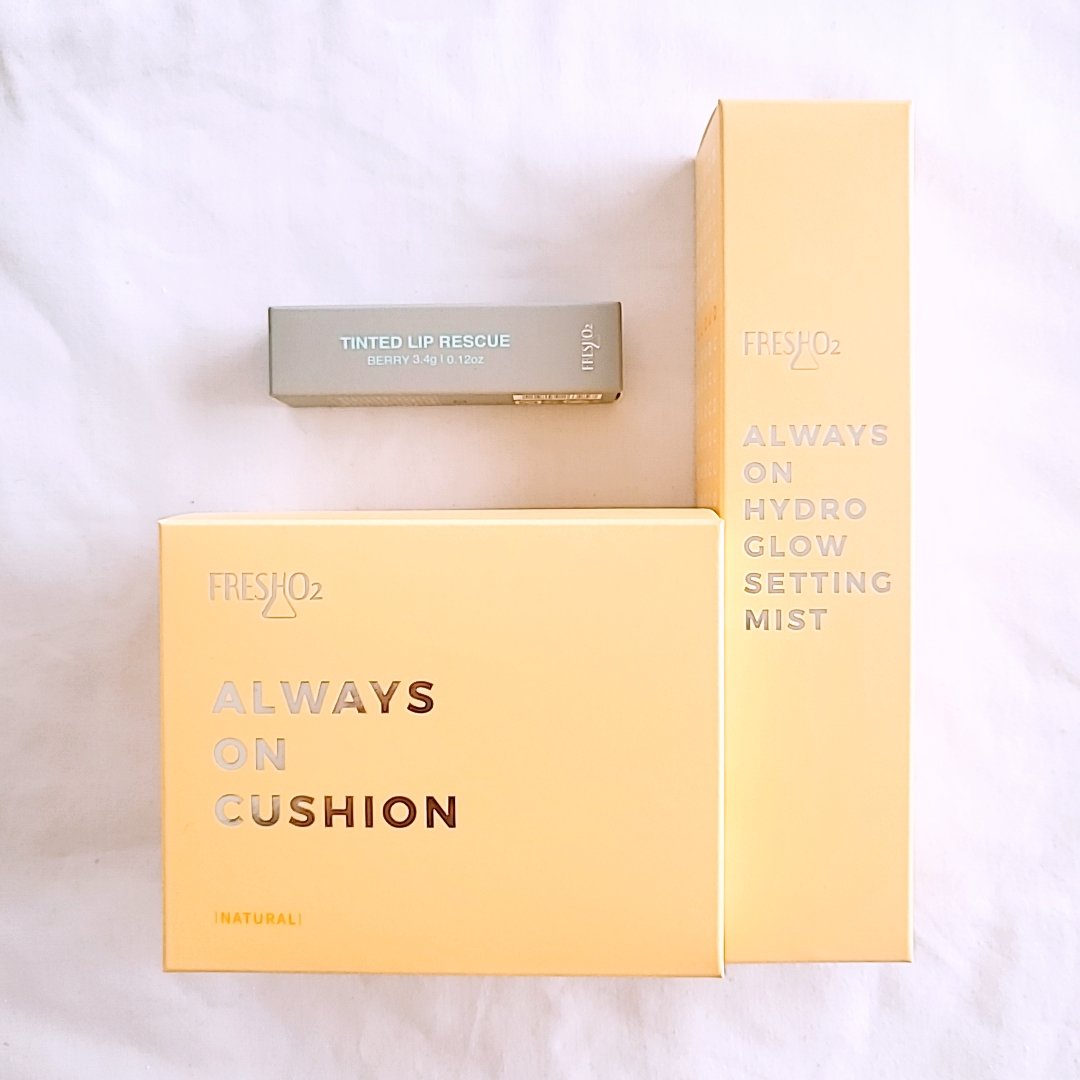 TINTED LIP RESCUE
BERRY 3.4g | 0.12oz
FRESHO2
FRESHO2
ALWAYS
ON
HYDRO
GLOW
SETTING
MIST
FRESHO2
ALWAYS
ON
CUSHION
|NATURAL|